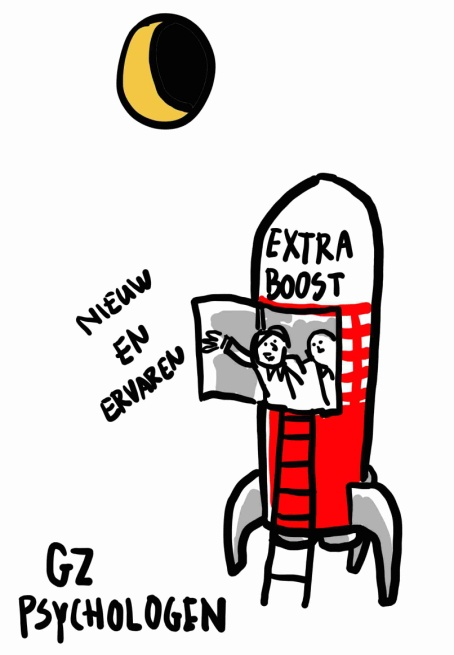 EXTRA
BOOST
NIEUW
EN
ERVAREN
GZ
PSYCHOLOGEN